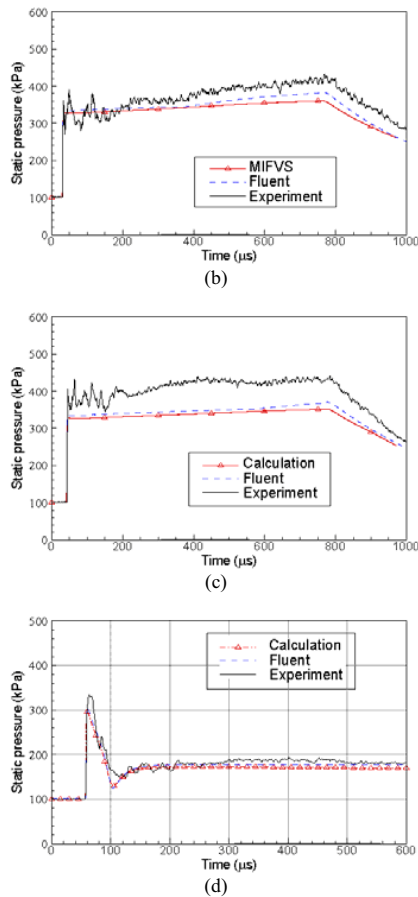 600
500
400
300
200
100
0
Static pressure (kPa)
MIFVS
Fluent
Experiment
0 200 400 600 800 1000
Time (μs)
(b)
600
500
400
300
200
100
0
Static pressure (kPa)
Calculation
Fluent
Experiment
0 200 400 600 800 1000
Time (μs)
(c)
500
400
300
200
100
0
Static pressure (kPa)
Calculation
Fluent
Experiment
0 100 200 300 400 500 600
Time (μs)
(d)